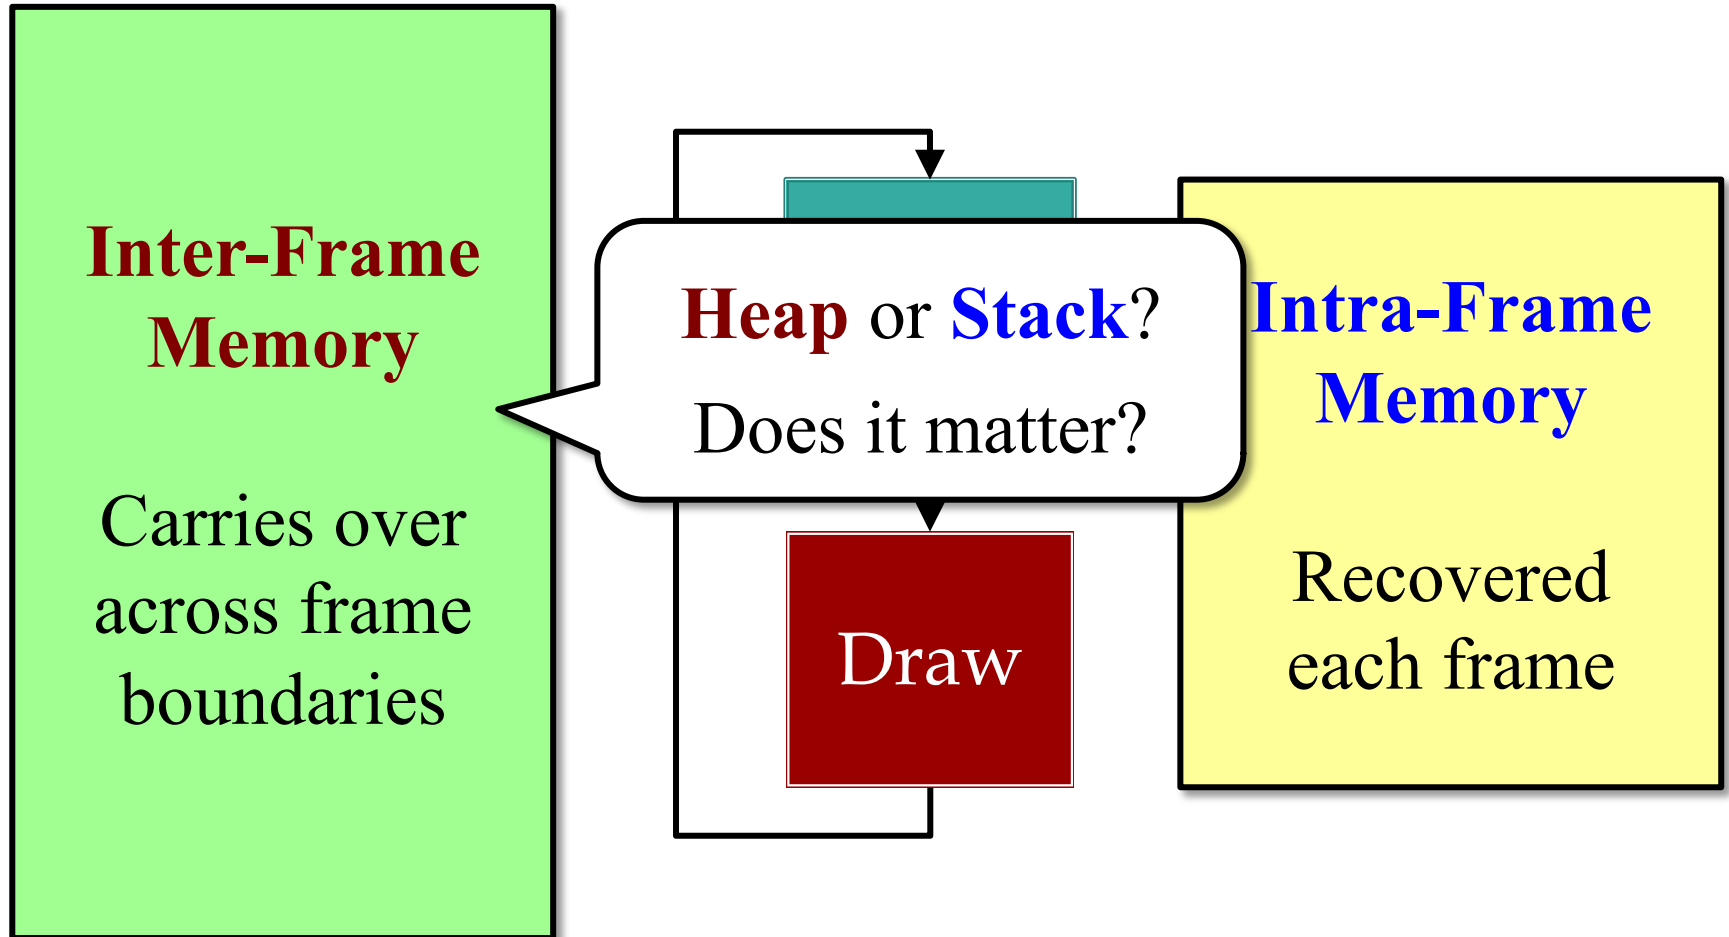 Inter-Frame
Memory
Carries over
across frame
boundaries
Heap or Stack?
Does it matter?
Draw
Intra-Frame
Memory
Recovered
each frame